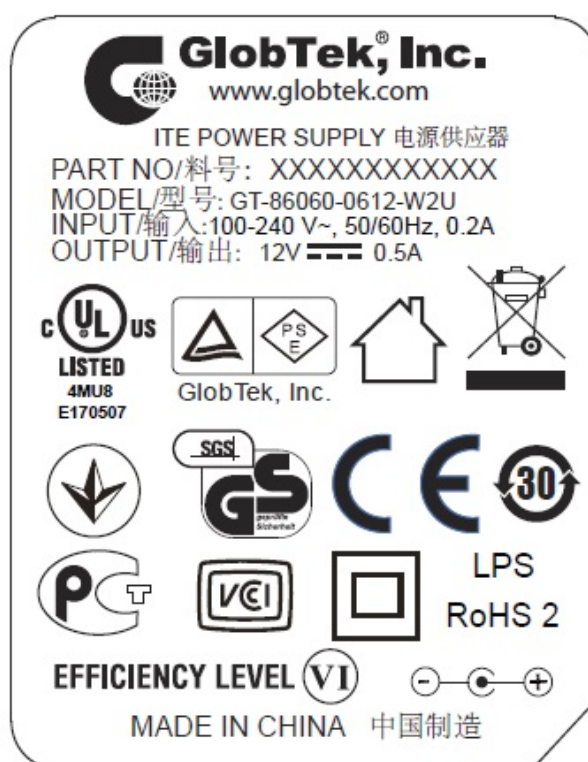 GlobTek®, Inc.
www.globtek.com
ITE POWER SUPPLY 电源供应器
PART NO/料号: XXXXXXXXXXXX
MODEL/型号: GT-86060-0612-W2U
INPUT/输入:100-240 V~, 50/60Hz, 0.2A
OUTPUT/输出: 12V 0.5A
C UL US
LISTED
4MU8
E170507
PS
E
GlobTek, Inc.
SGS
GS
geprüfte
Sicherheit
CE
30
PCT
VCCI
LPS
RoHS 2
EFFICIENCY LEVEL VI
MADE IN CHINA 中国制造